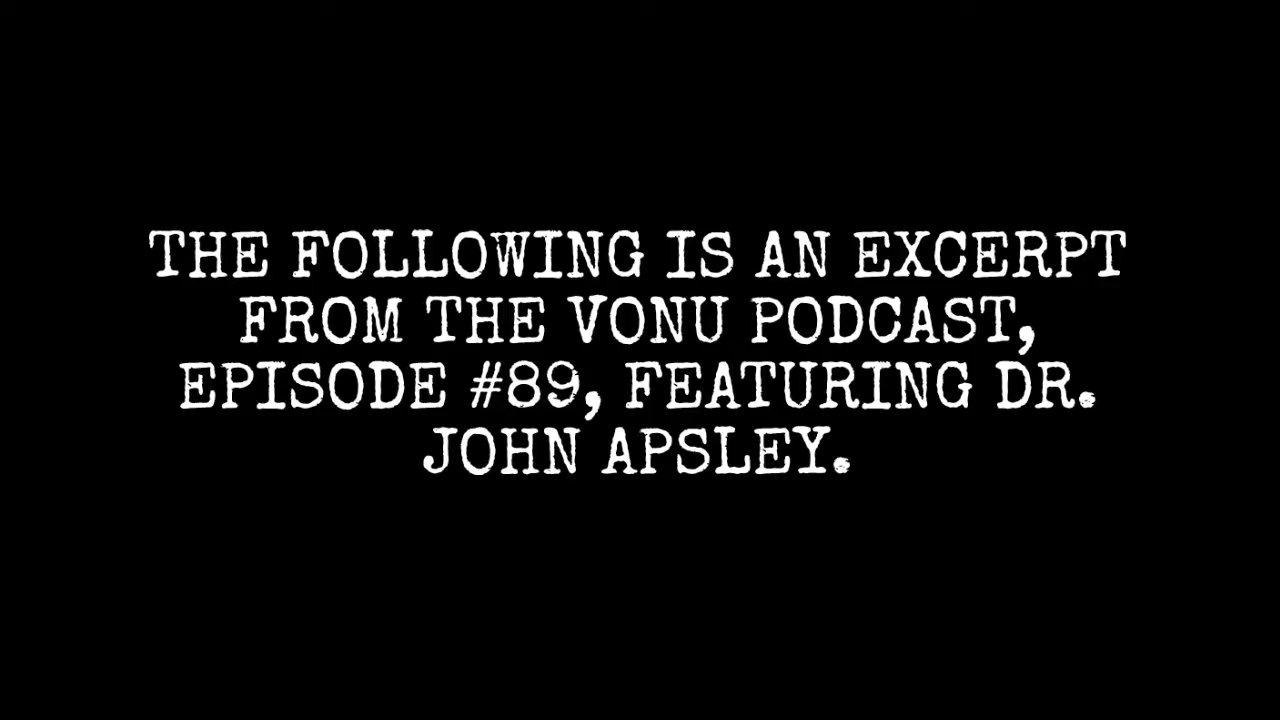 THE FOLLOWING IS AN EXCERPT
FROM THE VONU PODCAST,
EPISODE #89, FEATURING DR.
JOHN APSLEY.